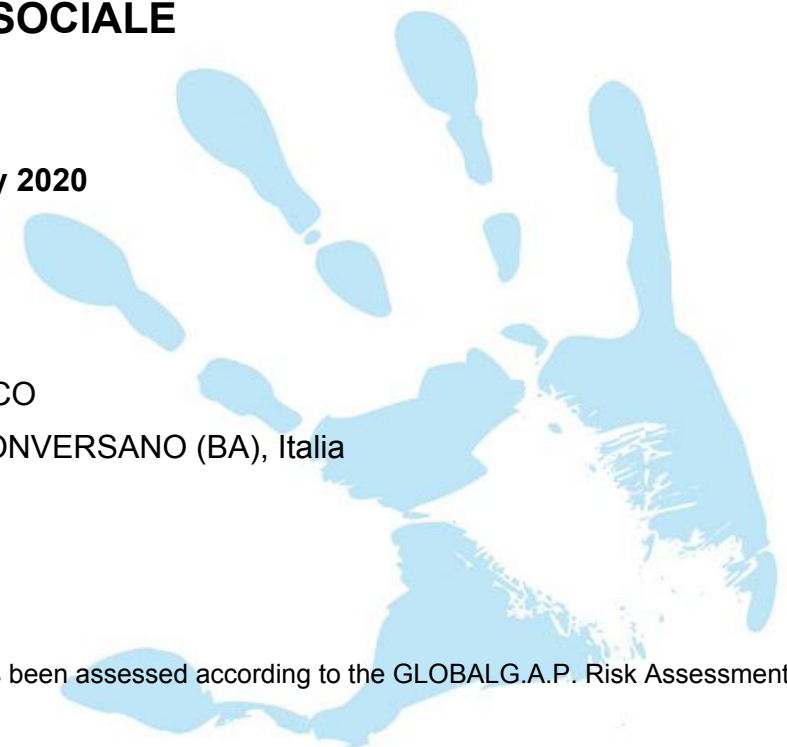 SOCIALE
y 2020
CO
ONVERSANO (BA), Italia
been assessed according to the GLOBALG.A.P. Risk Assessment